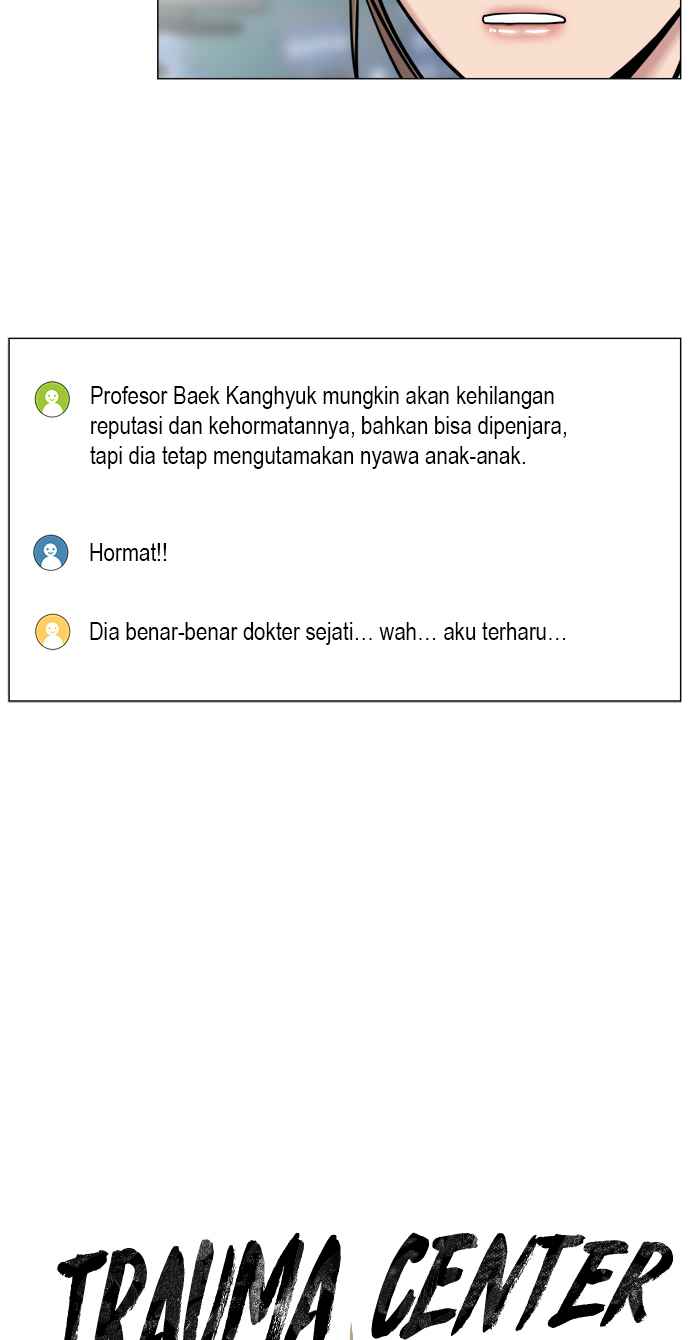 Profesor Baek Kanghyuk mungkin akan kehilangan
reputasi dan kehormatannya, bahkan bisa dipenjara,
tapi dia tetap mengutamakan nyawa anak-anak.
Hormat!!
Dia benar-benar dokter sejati... wah... aku terharu...
TRAUMA CENTER